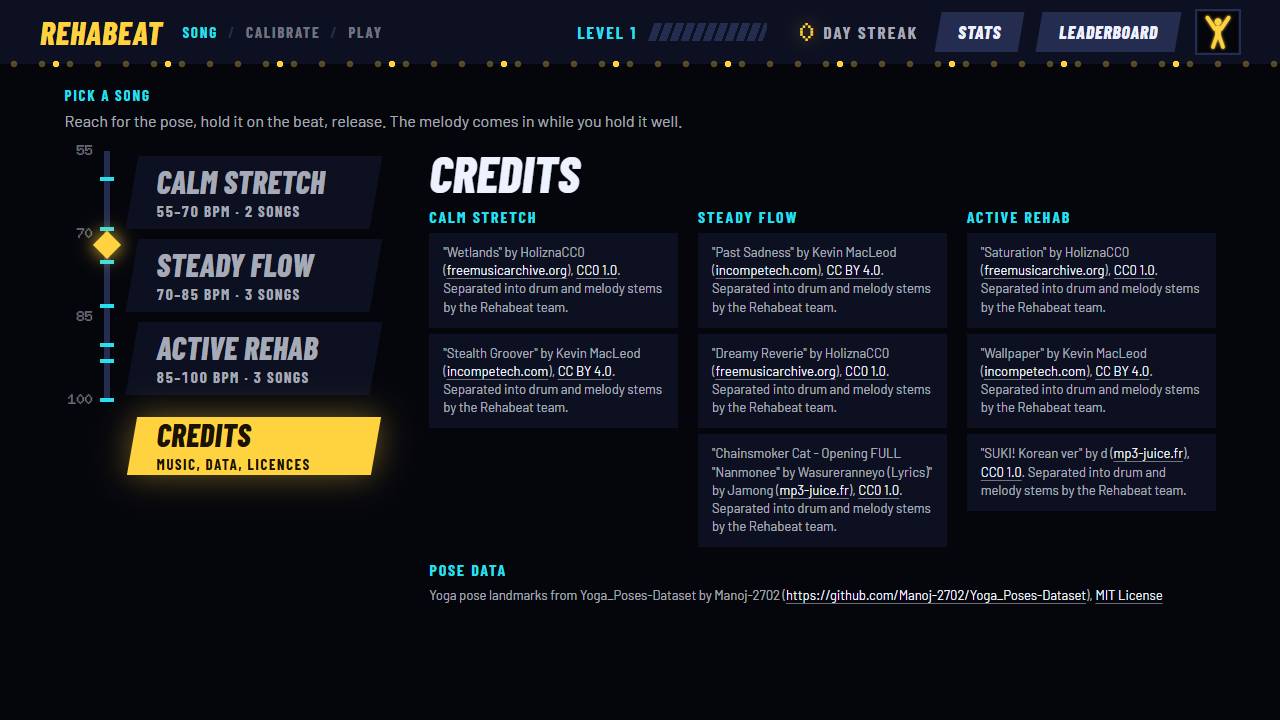 REHABEAT SONG / CALIBRATE / PLAY LEVEL 1 0 DAY STREAK STATS LEADERBOARD
PICK A SONG
Reach for the pose, hold it on the beat, release. The melody comes in while you hold it well.
55
70
85
100
CALM STRETCH
55–70 BPM · 2 SONGS
STEADY FLOW
70–85 BPM · 3 SONGS
ACTIVE REHAB
85–100 BPM · 3 SONGS
CREDITS
MUSIC, DATA, LICENCES
CREDITS
CALM STRETCH
"Wetlands" by HoliznaCC0
(freemusicarchive.org), CC0 1.0.
Separated into drum and melody stems
by the Rehabeat team.
"Stealth Groover" by Kevin MacLeod
(incompetech.com), CC BY 4.0.
Separated into drum and melody stems
by the Rehabeat team.
STEADY FLOW
"Past Sadness" by Kevin MacLeod
(incompetech.com), CC BY 4.0.
Separated into drum and melody stems
by the Rehabeat team.
"Dreamy Reverie" by HoliznaCC0
(freemusicarchive.org), CC0 1.0.
Separated into drum and melody stems
by the Rehabeat team.
"Chainsmoker Cat - Opening FULL
"Nanmonee" by Wasureranneyo (Lyrics)"
by Jamong (mp3-juice.fr), CC0 1.0.
Separated into drum and melody stems
by the Rehabeat team.
ACTIVE REHAB
"Saturation" by HoliznaCC0
(freemusicarchive.org), CC0 1.0.
Separated into drum and melody stems
by the Rehabeat team.
"Wallpaper" by Kevin MacLeod
(incompetech.com), CC BY 4.0.
Separated into drum and melody stems
by the Rehabeat team.
"SUKI! Korean ver" by d (mp3-juice.fr),
CC0 1.0. Separated into drum and
melody stems by the Rehabeat team.
POSE DATA
Yoga pose landmarks from Yoga_Poses-Dataset by Manoj-2702 (https://github.com/Manoj-2702/Yoga_Poses-Dataset), MIT License